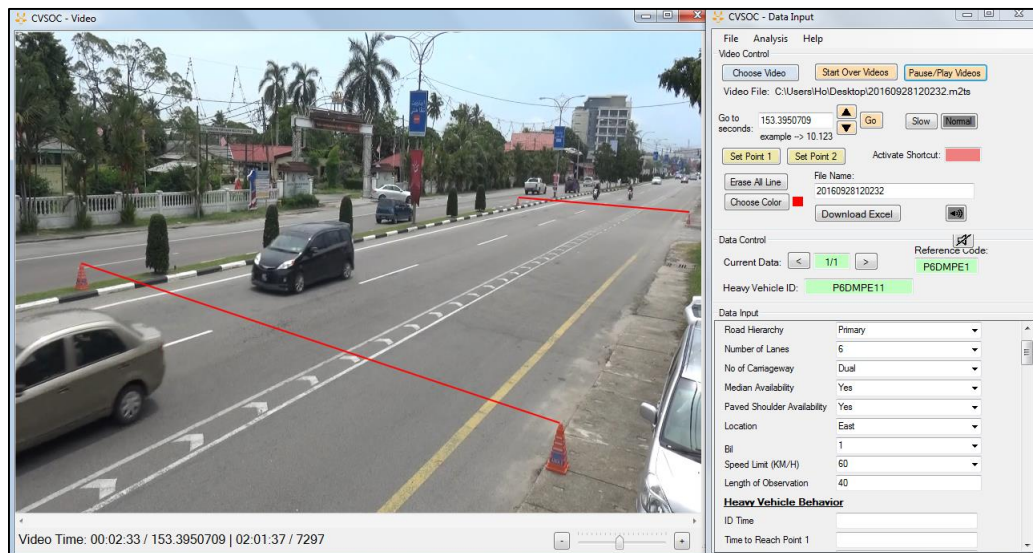 CVSOC - Video
Video Time: 00:02:33 / 153.3950709 | 02:01:37 / 7297
-
+
CVSOC - Data Input
File Analysis Help
Video Control
Choose Video Start Over Videos Pause/Play Videos
Video File: C:\Users\Ho\Desktop\20160928120232.m2ts
Go to seconds: 153.3950709 Go Slow Normal
example --> 10.123
Set Point 1 Set Point 2 Activate Shortcut:
Erase All Line File Name:
20160928120232
Choose Color Download Excel
Data Control
Current Data: < 1/1 > Reference Code:
P6DMPE1
Heavy Vehicle ID: P6DMPE11
Data Input
Road Hierarchy Primary
Number of Lanes 6
No of Carriageway Dual
Median Availability Yes
Paved Shoulder Availability Yes
Location East
Bil 1
Speed Limit (KM/H) 60
Length of Observation 40
Heavy Vehicle Behavior
ID Time
Time to Reach Point 1